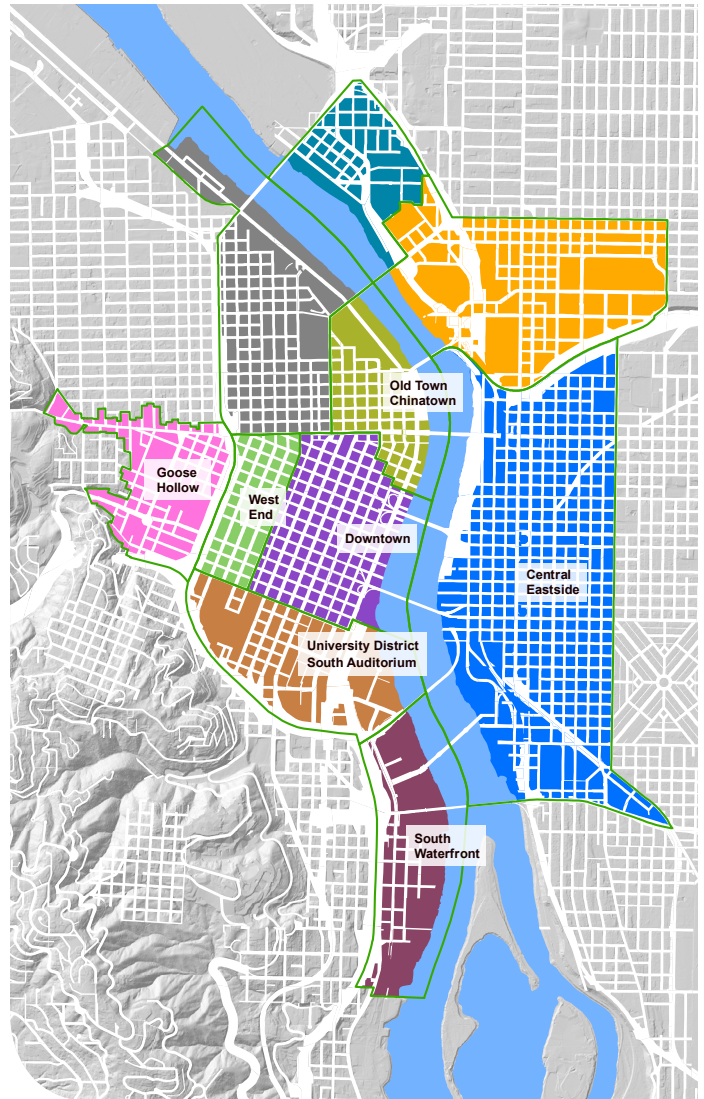 Old Town
Chinatown
Goose
Hollow
West
End
Downtown
Central
Eastside
University District
South Auditorium
South
Waterfront